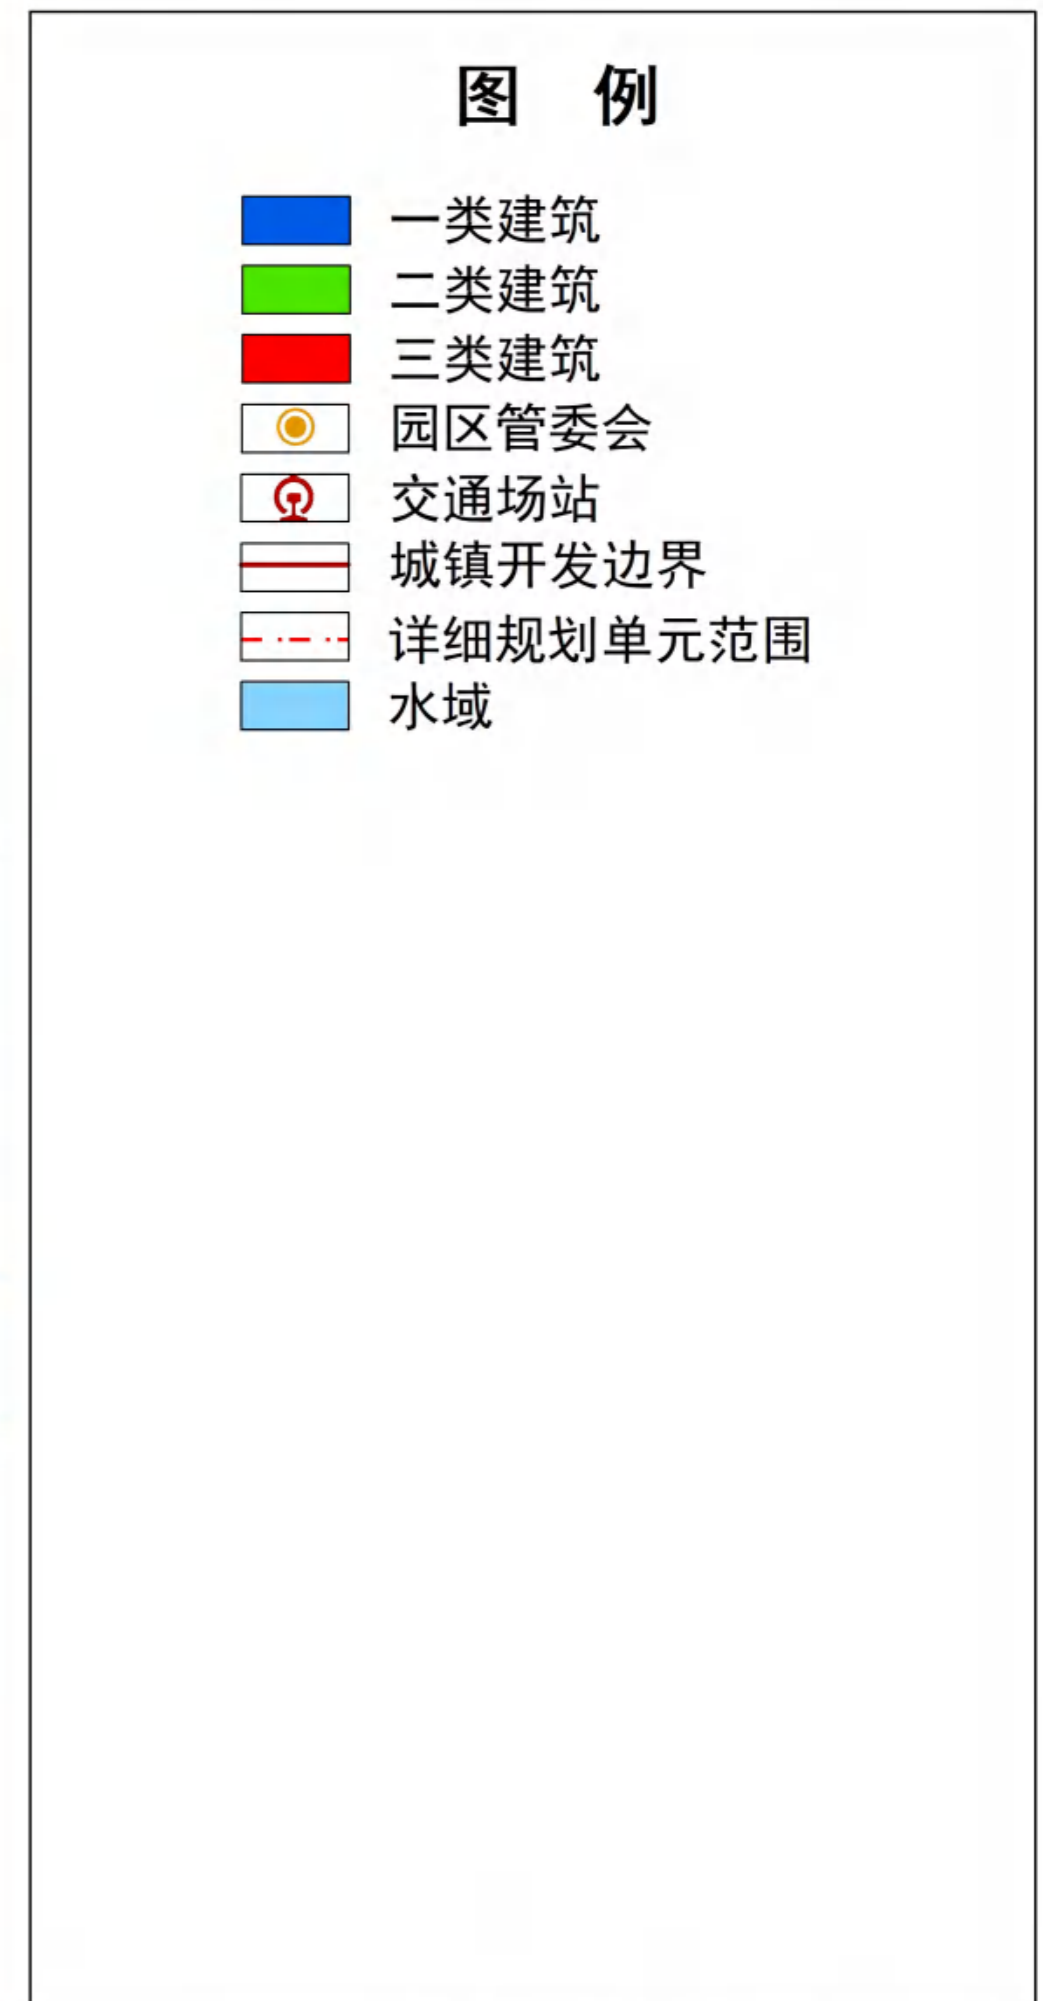 图 例
一类建筑
二类建筑
三类建筑
园区管委会
交通场站
城镇开发边界
详细规划单元范围
水域